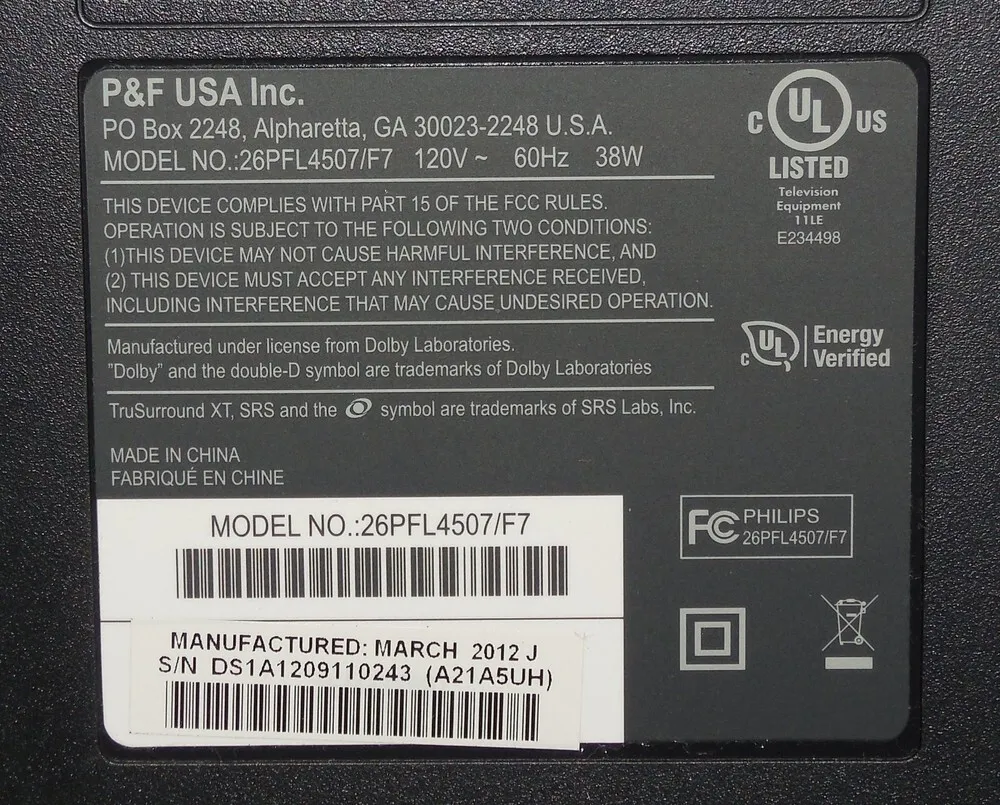 P&F USA Inc.
PO Box 2248, Alpharetta, GA 30023-2248 U.S.A.
MODEL NO.:26PFL4507/F7 120V ~ 60Hz 38W
C UL US
LISTED
Television
Equipment
11LE
E234498
THIS DEVICE COMPLIES WITH PART 15 OF THE FCC RULES.
OPERATION IS SUBJECT TO THE FOLLOWING TWO CONDITIONS:
(1)THIS DEVICE MAY NOT CAUSE HARMFUL INTERFERENCE, AND
(2) THIS DEVICE MUST ACCEPT ANY INTERFERENCE RECEIVED,
INCLUDING INTERFERENCE THAT MAY CAUSE UNDESIRED OPERATION.
C UL Energy
Verified
Manufactured under license from Dolby Laboratories.
"Dolby" and the double-D symbol are trademarks of Dolby Laboratories
TruSurround XT, SRS and the symbol are trademarks of SRS Labs, Inc.
MADE IN CHINA
FABRIQUÉ EN CHINE
MODEL NO.:26PFL4507/F7
FC PHILIPS
26PFL4507/F7
MANUFACTURED: MARCH 2012 J
S/N DS1A1209110243 (A21A5UH)